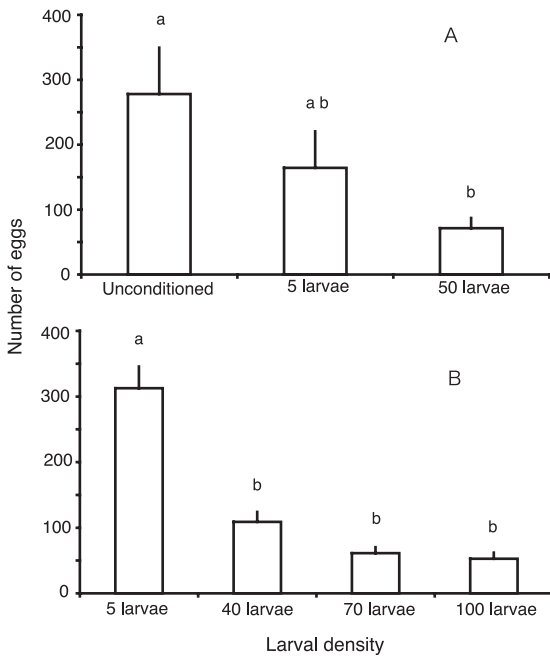 400
300
200
100
0
a
a b
b
A
Unconditioned
5 larvae
50 larvae
Number of eggs
400
300
200
100
0
a
b
b
b
B
5 larvae
40 larvae
70 larvae
100 larvae
Larval density